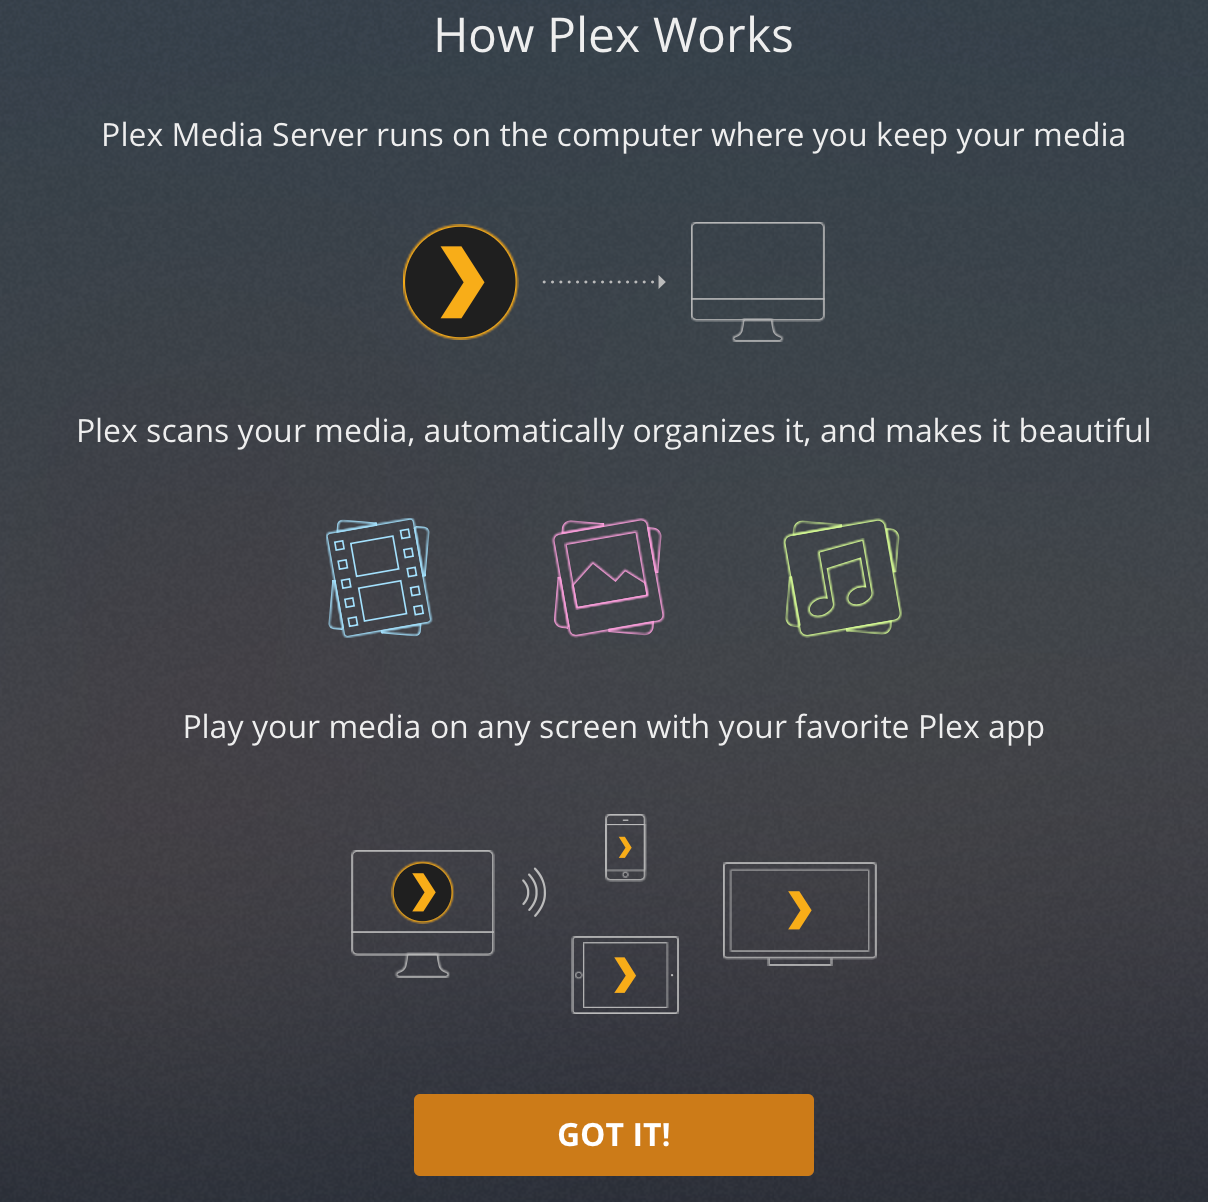 How Plex Works
Plex Media Server runs on the computer where you keep your media
Plex scans your media, automatically organizes it, and makes it beautiful
Play your media on any screen with your favorite Plex app
GOT IT!